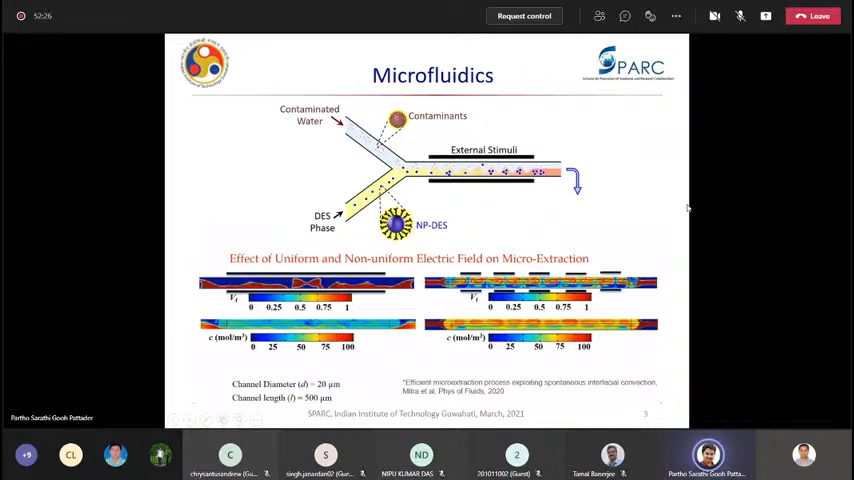 52:26
Request control
Leave
SPARC
Microfluidics
Contaminated
Water
Contaminants
External Stimuli
DES
Phase
NP-DES
Effect of Uniform and Non-uniform Electric Field on Micro-Extraction
Vf
0 0.25 0.5 0.75 1
Vf
0 0.25 0.5 0.75 1
c (mol/m³)
0 25 50 75 100
c (mol/m³)
0 25 50 75 100
Channel Diameter (d) = 20 µm
Channel length (l) = 500 µm
"Efficient microextraction process exploiting spontaneous interfacial convection,
Mitra et al, Phys of Fluids, 2020
SPARC, Indian Institute of Technology Guwahati, March, 2021
3
Partho Sarathi Gooh Pattader
+9
CL
C
S
ND
2
chrysantusandrew (Gu...
singh.janardan02 (Gues...
NIPU KUMAR DAS
201011002 (Guest)
Tamal Banerjee
Partho Sarathi Gooh Patta...